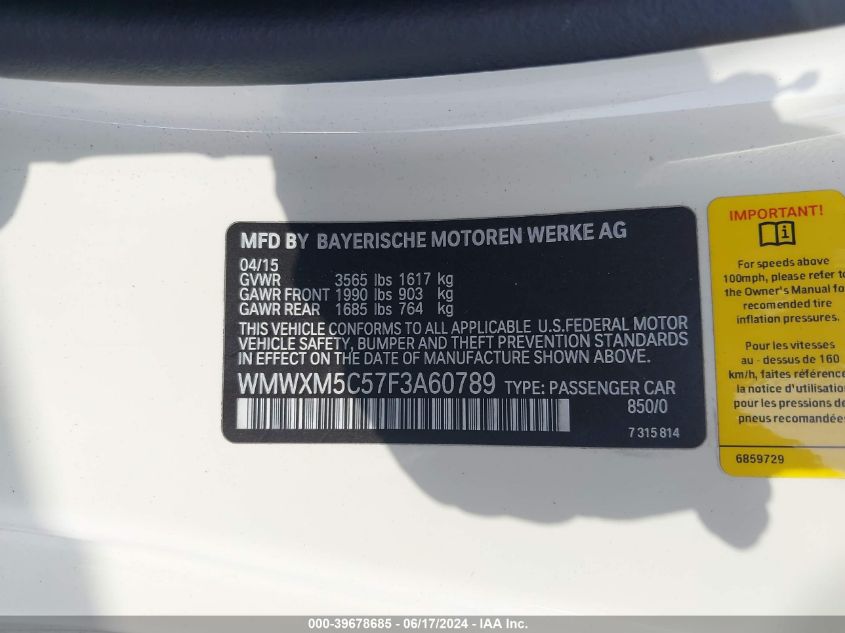 MFD BY BAYERISCHE MOTOREN WERKE AG
04/15
GVWR 3565 lbs 1617 kg
GAWR FRONT 1990 lbs 903 kg
GAWR REAR 1685 lbs 764 kg
THIS VEHICLE CONFORMS TO ALL APPLICABLE U.S.FEDERAL MOTOR
VEHICLE SAFETY, BUMPER AND THEFT PREVENTION STANDARDS
IN EFFECT ON THE DATE OF MANUFACTURE SHOWN ABOVE.
WMWXM5C57F3A60789 TYPE: PASSENGER CAR
850/0
7 315 814
IMPORTANT!
For speeds above
100mph, please refer to
the Owner's Manual for
recomended tire
inflation pressures.
Pour les vitesses
au - dessus de 160
km/h, faites référence
la notice d'utilisation
pour les pressions de
pneus recomandées
6859729
000-39678685 - 06/17/2024 - IAA Inc.